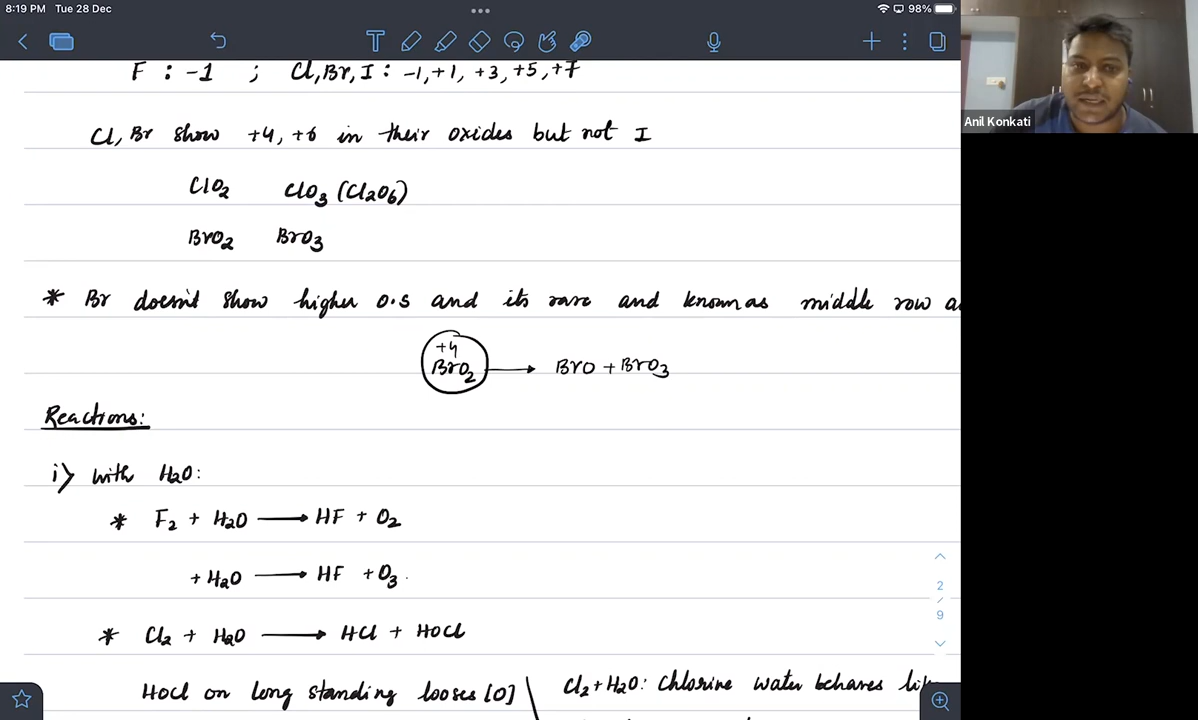 8:19 PM Tue 28 Dec
98%
F : -1 ; Cl, Br, I : -1, +1, +3, +5, +7
Anil Konkati
Cl, Br show +4, +6 in their oxides but not I
ClO2 ClO3 (Cl2O6)
BrO2 BrO3
* Br doesn't show higher O.S and its rare and known as middle row a
+4
BrO2 → BrO + BrO3
Reactions:
i) with H2O:
* F2 + H2O → HF + O2
+ H2O → HF + O3
* Cl2 + H2O → HCl + HOCl
HOCl on long standing looses [O]
Cl2 + H2O: Chlorine water behaves li
2
9